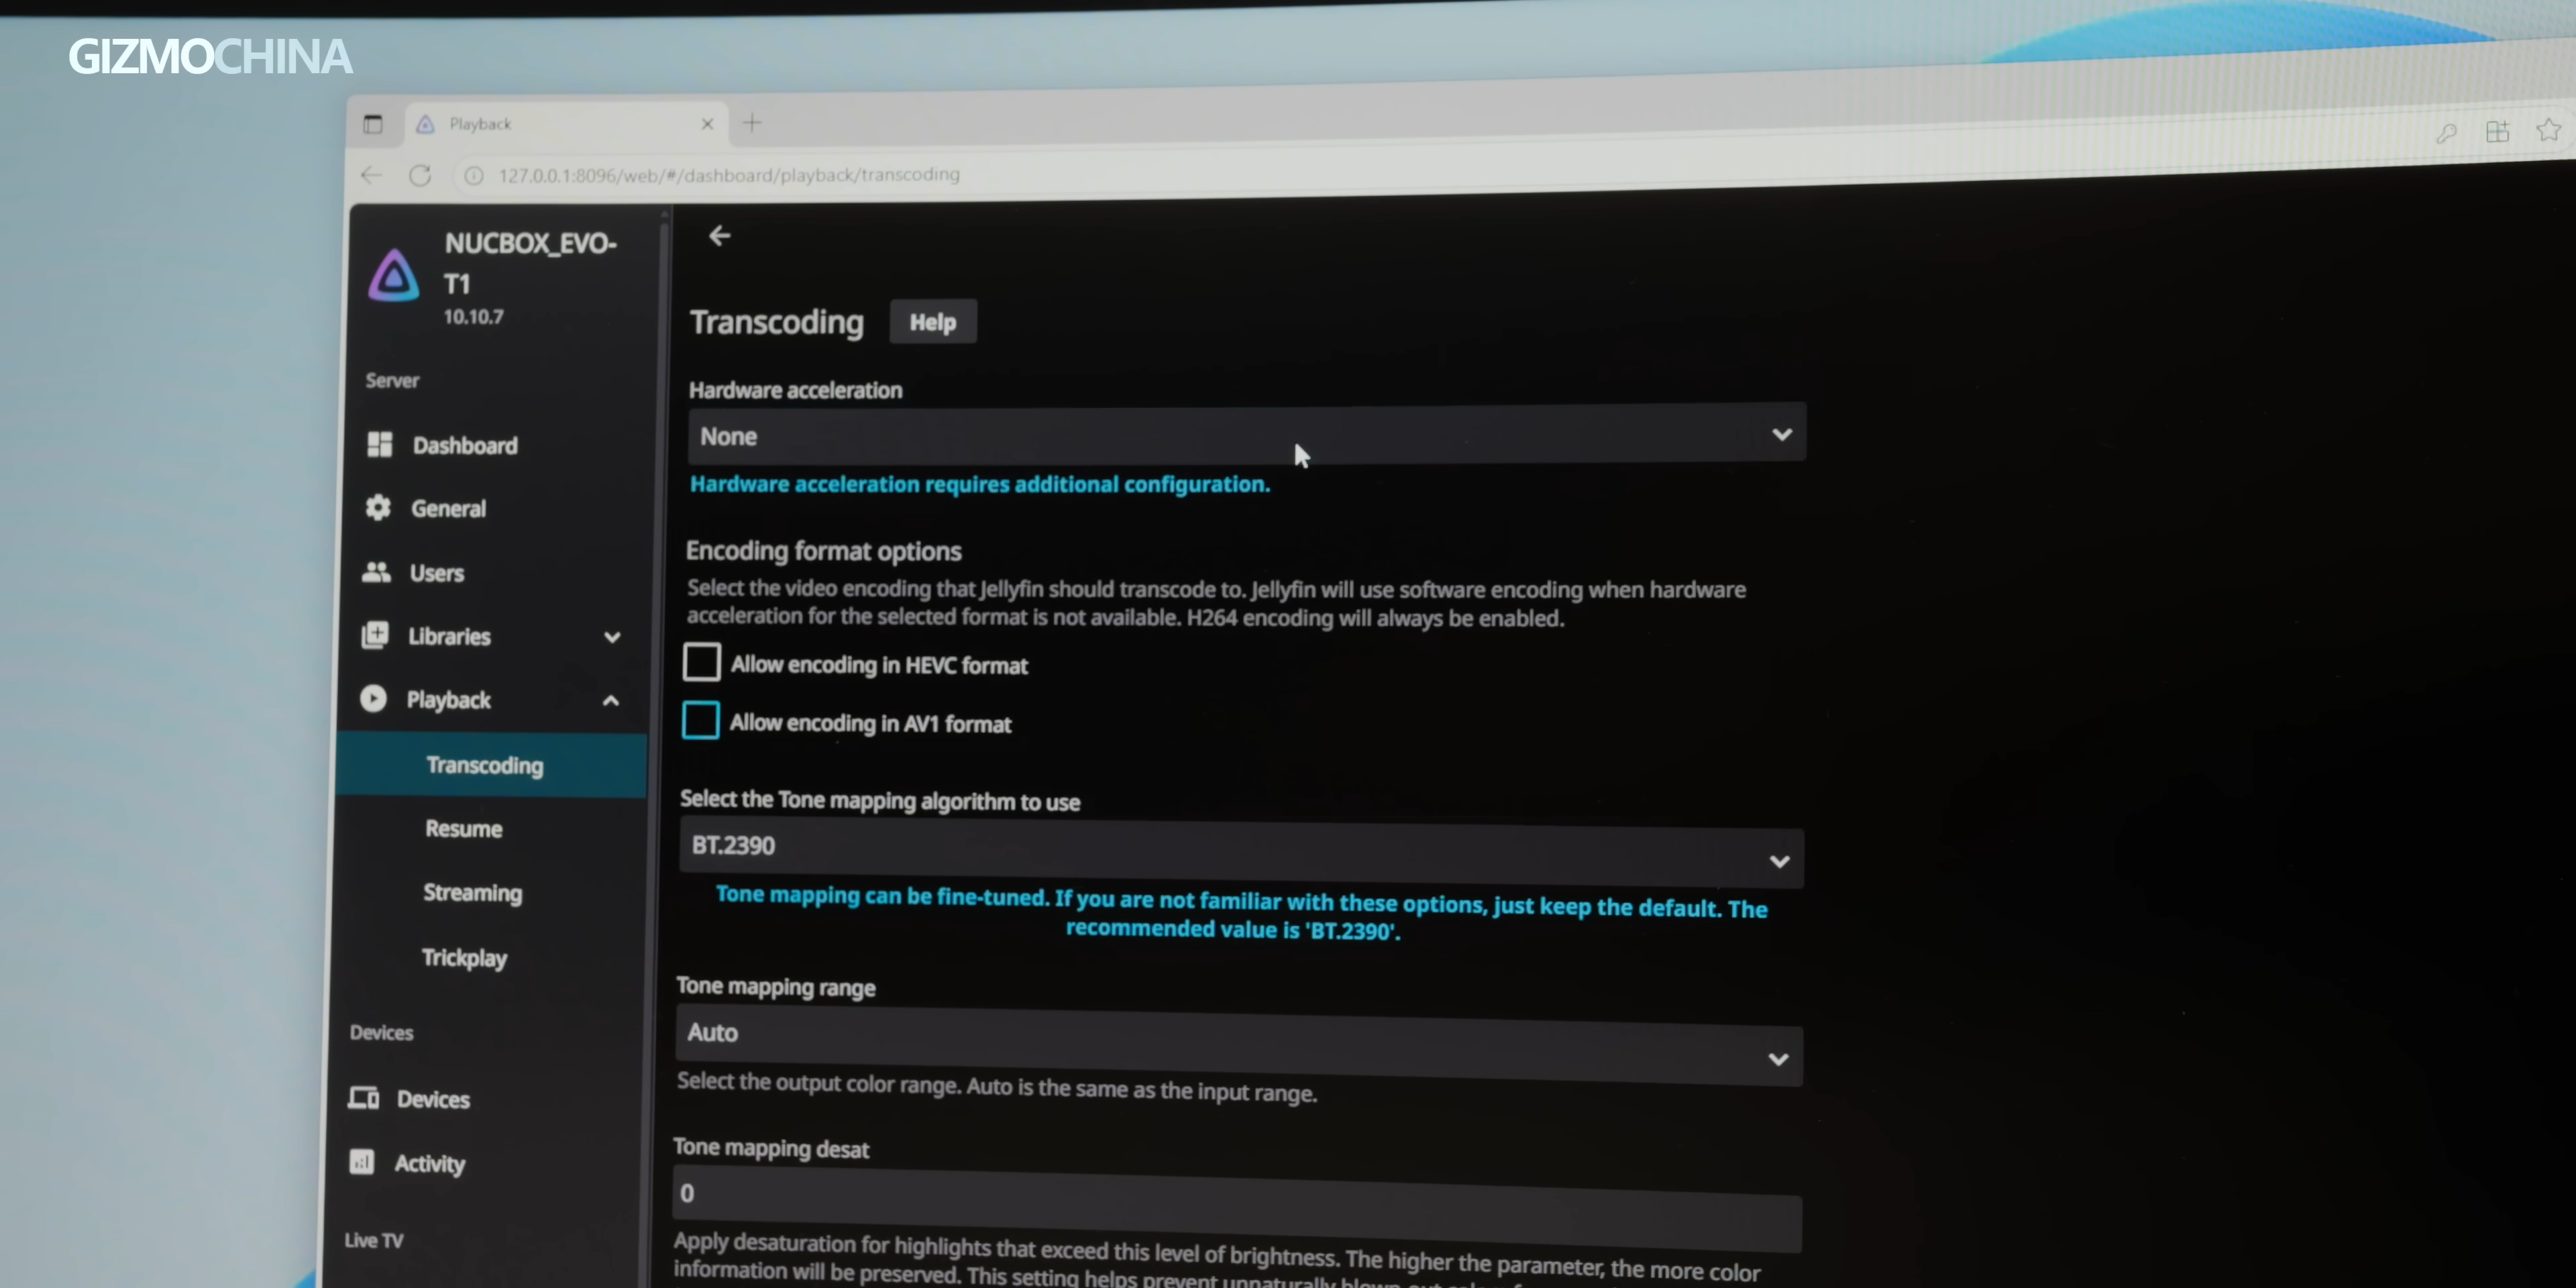 GIZMOCHINA
Playback
127.0.0.1:8096/web/#/dashboard/playback/transcoding
NUCBOX_EVO-
T1
10.10.7
Server
Dashboard
General
Users
Libraries
Playback
Transcoding
Resume
Streaming
Trickplay
Devices
Devices
Activity
Live TV
Transcoding
Help
Hardware acceleration
None
Hardware acceleration requires additional configuration.
Encoding format options
Select the video encoding that Jellyfin should transcode to. Jellyfin will use software encoding when hardware
acceleration for the selected format is not available. H264 encoding will always be enabled.
Allow encoding in HEVC format
Allow encoding in AV1 format
Select the Tone mapping algorithm to use
BT.2390
Tone mapping can be fine-tuned. If you are not familiar with these options, just keep the default. The
recommended value is 'BT.2390'.
Tone mapping range
Auto
Select the output color range. Auto is the same as the input range.
Tone mapping desat
0
Apply desaturation for highlights that exceed this level of brightness. The higher the parameter, the more color
information will be preserved. This setting helps prevent unnaturally